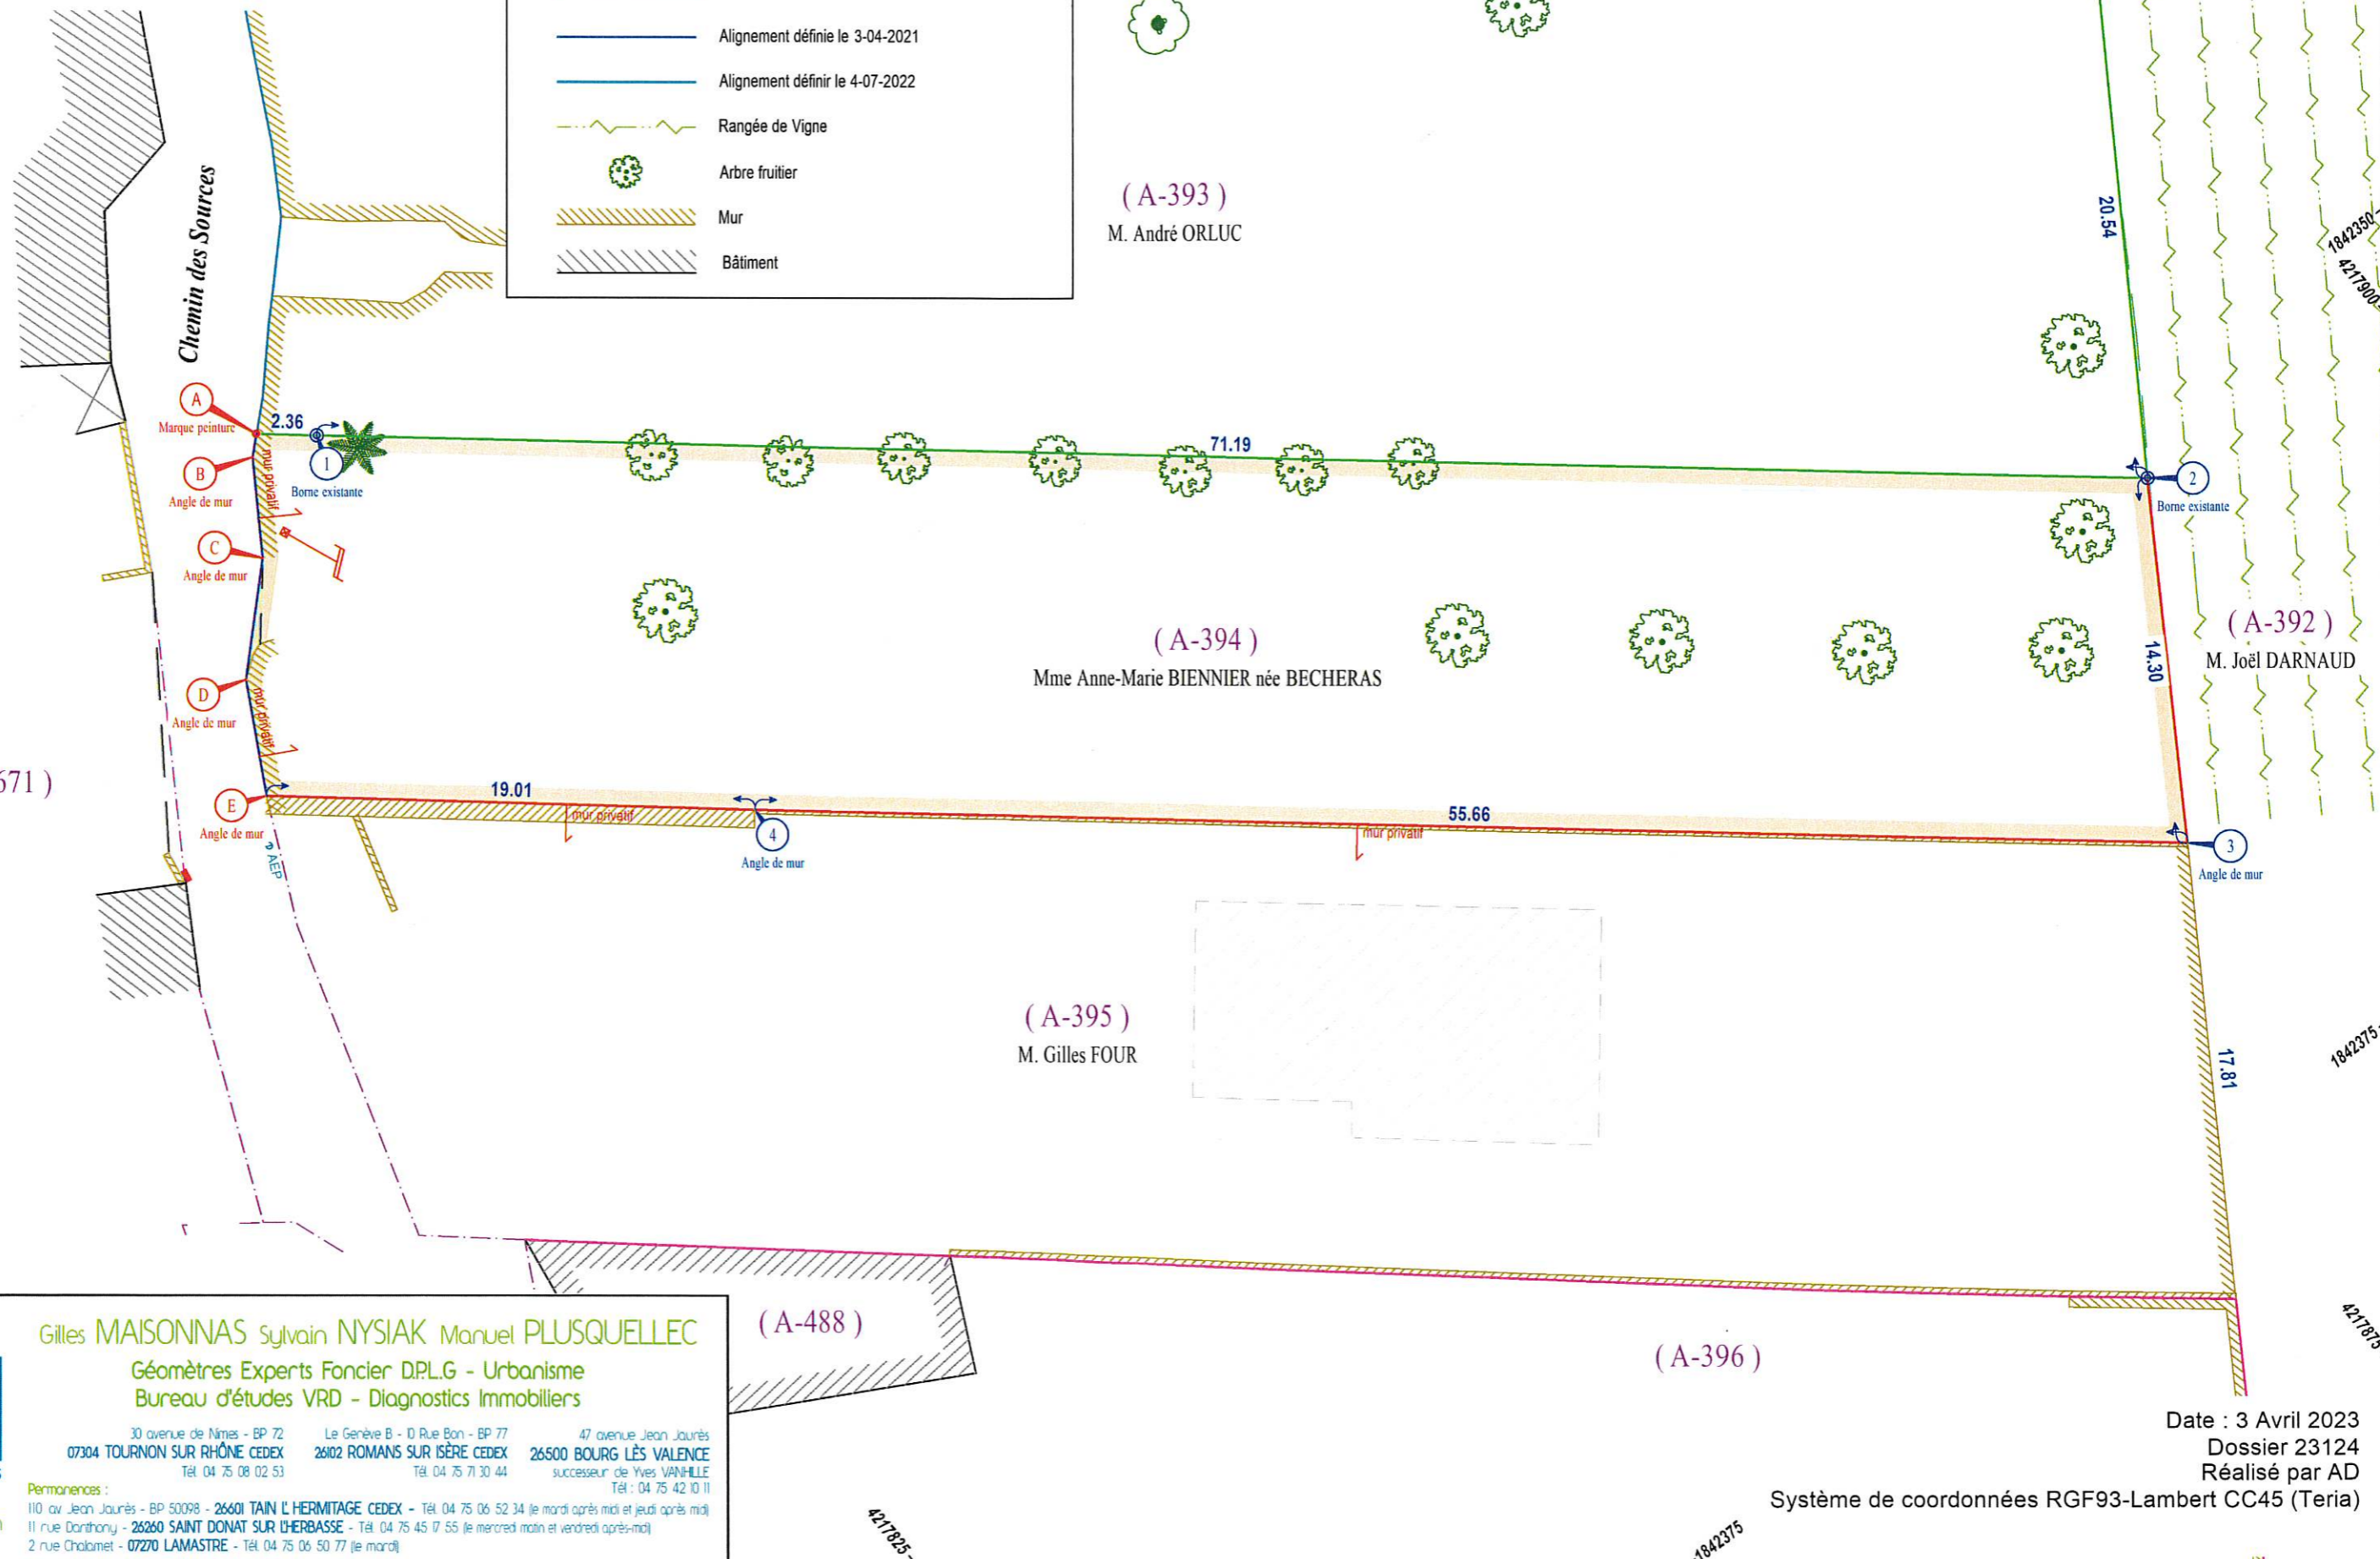 Alignement définie le 3-04-2021
Alignement définir le 4-07-2022
Rangée de Vigne
Arbre fruitier
Mur
Bâtiment
Chemin des Sources
( A-393 )
M. André ORLUC
20.54
1842350
4217900
A
Marque peinture
2.36
1
Borne existante
71.19
2
Borne existante
B
Angle de mur
mur privatif
C
Angle de mur
( A-394 )
Mme Anne-Marie BIENNIER née BECHERAS
14.30
( A-392 )
M. Joël DARNAUD
D
Angle de mur
mur privatif
671 )
E
Angle de mur
19.01
mur privatif
4
Angle de mur
55.66
mur privatif
3
Angle de mur
AEP
( A-395 )
M. Gilles FOUR
17.81
1842375
( A-488 )
( A-396 )
4217875
Gilles MAISONNAS Sylvain NYSIAK Manuel PLUSQUELLEC
Géomètres Experts Foncier D.P.L.G - Urbanisme
Bureau d'études VRD - Diagnostics Immobiliers
30 avenue de Nîmes - BP 72
07304 TOURNON SUR RHÔNE CEDEX
Tél. 04 75 08 02 53
Le Genève B - 10 Rue Bon - BP 77
26102 ROMANS SUR ISÈRE CEDEX
Tél. 04 75 71 30 44
47 avenue Jean Jaurès
26500 BOURG LÈS VALENCE
successeur de Yves VANHILLE
Tél : 04 75 42 10 11
Permanences :
110 av Jean Jaurès - BP 50098 - 26601 TAIN L'HERMITAGE CEDEX - Tél. 04 75 06 52 34 (le mardi après midi et jeudi après midi)
11 rue Danthony - 26260 SAINT DONAT SUR L'HERBASSE - Tél. 04 75 45 17 55 (le mercredi matin et vendredi après-midi)
2 rue Chalamet - 07270 LAMASTRE - Tél. 04 75 06 50 77 (le mardi)
4217825
1842375
Date : 3 Avril 2023
Dossier 23124
Réalisé par AD
Système de coordonnées RGF93-Lambert CC45 (Teria)